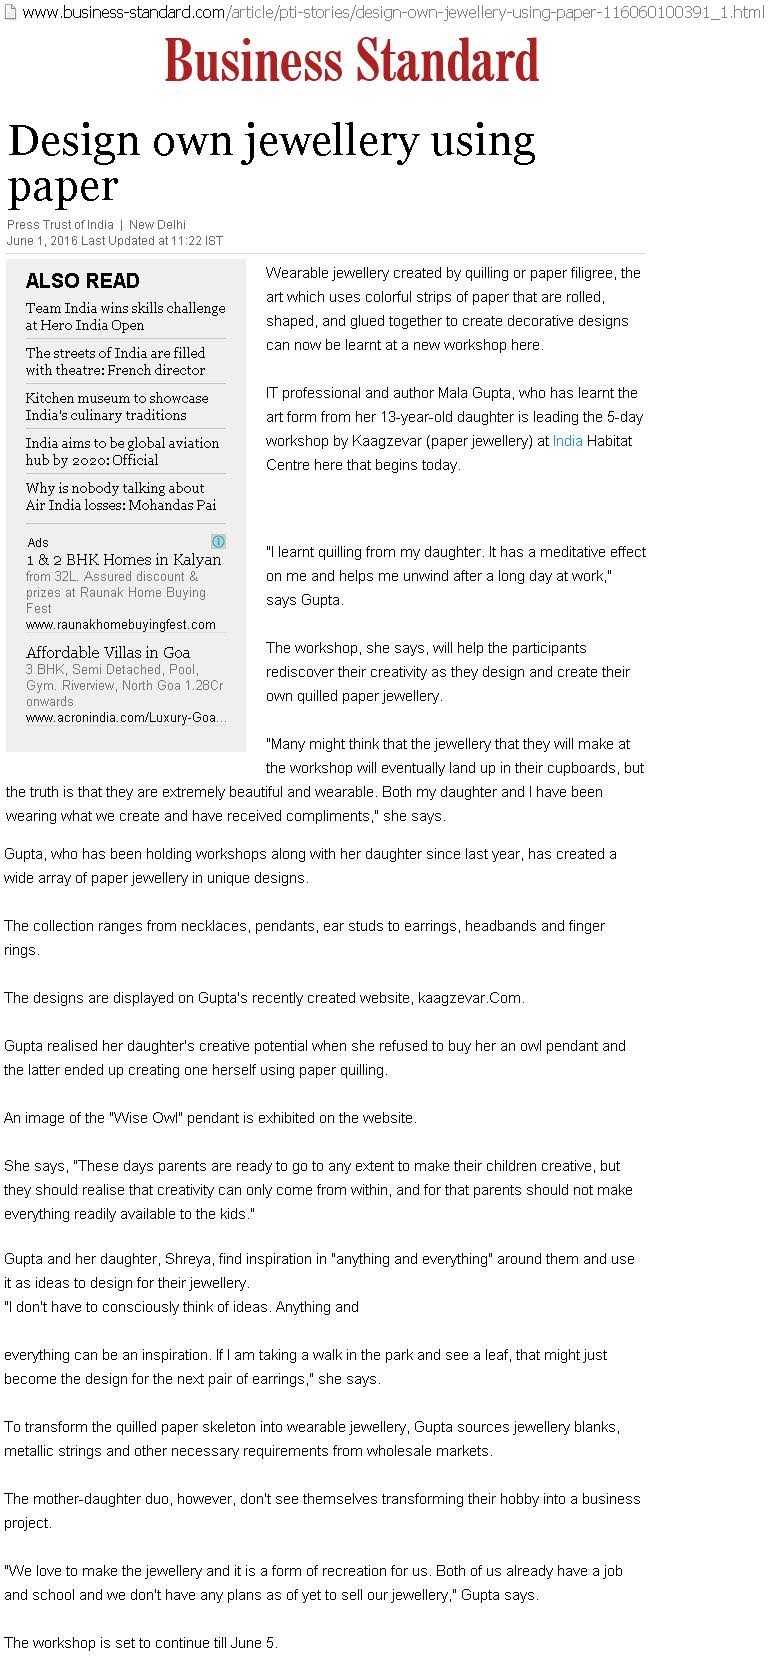 www.business-standard.com/article/pti-stories/design-own-jewellery-using-paper-116060100391_1.html
Business Standard
Design own jewellery using
paper
Press Trust of India | New Delhi
June 1, 2016 Last Updated at 11:22 IST
ALSO READ
Team India wins skills challenge
at Hero India Open
The streets of India are filled
with theatre: French director
Kitchen museum to showcase
India's culinary traditions
India aims to be global aviation
hub by 2020: Official
Why is nobody talking about
Air India losses: Mohandas Pai
Ads
1 & 2 BHK Homes in Kalyan
from 32L. Assured discount &
prizes at Raunak Home Buying
Fest
www.raunakhomebuyingfest.com
Affordable Villas in Goa
3 BHK, Semi Detached, Pool,
Gym. Riverview, North Goa 1.28Cr
onwards
www.acronindia.com/Luxury-Goa...
Wearable jewellery created by quilling or paper filigree, the
art which uses colorful strips of paper that are rolled,
shaped, and glued together to create decorative designs
can now be learnt at a new workshop here.
IT professional and author Mala Gupta, who has learnt the
art form from her 13-year-old daughter is leading the 5-day
workshop by Kaagzevar (paper jewellery) at India Habitat
Centre here that begins today.
"I learnt quilling from my daughter. It has a meditative effect
on me and helps me unwind after a long day at work,"
says Gupta.
The workshop, she says, will help the participants
rediscover their creativity as they design and create their
own quilled paper jewellery.
"Many might think that the jewellery that they will make at
the workshop will eventually land up in their cupboards, but
the truth is that they are extremely beautiful and wearable. Both my daughter and I have been
wearing what we create and have received compliments," she says.
Gupta, who has been holding workshops along with her daughter since last year, has created a
wide array of paper jewellery in unique designs.
The collection ranges from necklaces, pendants, ear studs to earrings, headbands and finger
rings.
The designs are displayed on Gupta's recently created website, kaagzevar.Com.
Gupta realised her daughter's creative potential when she refused to buy her an owl pendant and
the latter ended up creating one herself using paper quilling.
An image of the "Wise Owl" pendant is exhibited on the website.
She says, "These days parents are ready to go to any extent to make their children creative, but
they should realise that creativity can only come from within, and for that parents should not make
everything readily available to the kids."
Gupta and her daughter, Shreya, find inspiration in "anything and everything" around them and use
it as ideas to design for their jewellery.
"I don't have to consciously think of ideas. Anything and
everything can be an inspiration. If I am taking a walk in the park and see a leaf, that might just
become the design for the next pair of earrings," she says.
To transform the quilled paper skeleton into wearable jewellery, Gupta sources jewellery blanks,
metallic strings and other necessary requirements from wholesale markets.
The mother-daughter duo, however, don't see themselves transforming their hobby into a business
project.
"We love to make the jewellery and it is a form of recreation for us. Both of us already have a job
and school and we don't have any plans as of yet to sell our jewellery," Gupta says.
The workshop is set to continue till June 5.